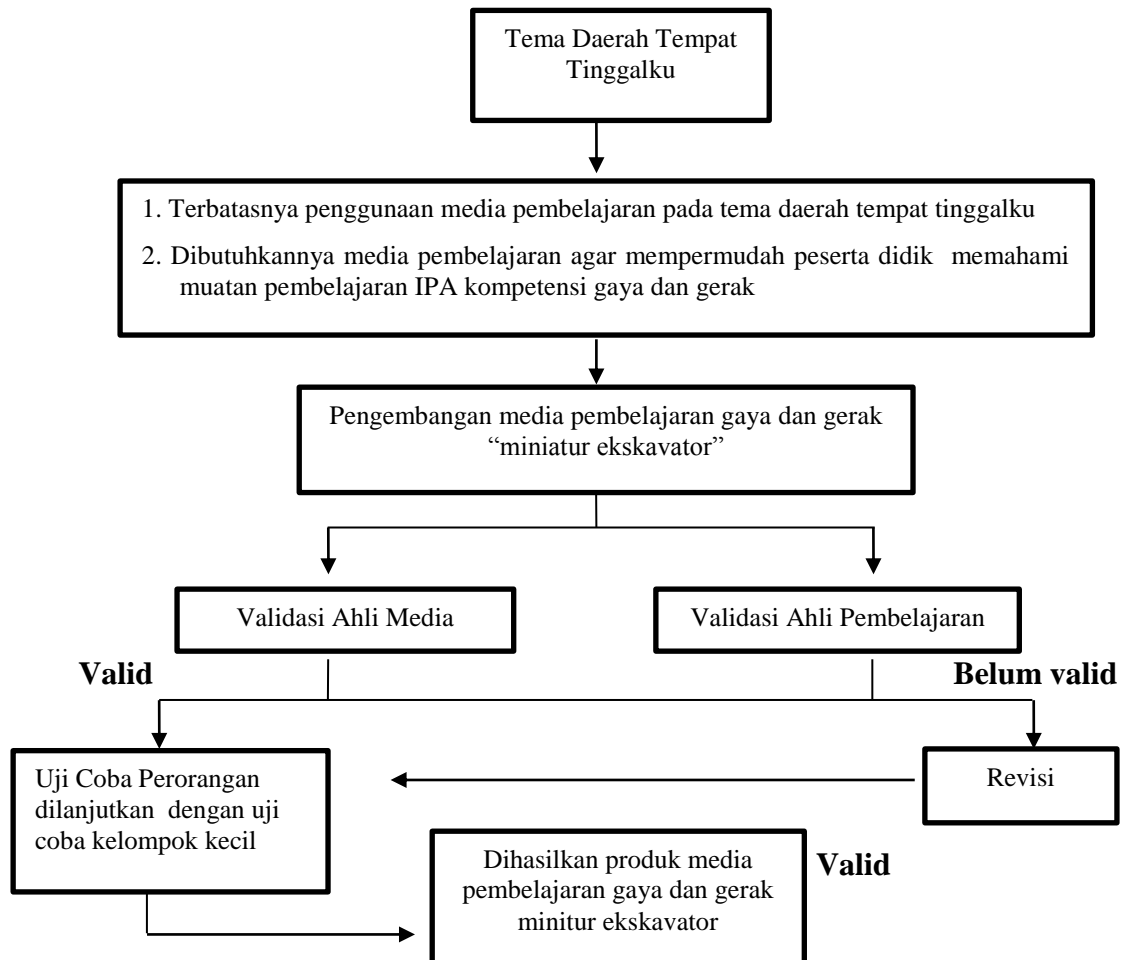 Tema Daerah Tempat
Tinggalku
1. Terbatasnya penggunaan media pembelajaran pada tema daerah tempat tinggalku
2. Dibutuhkannya media pembelajaran agar mempermudah peserta didik memahami
muatan pembelajaran IPA kompetensi gaya dan gerak
Pengembangan media pembelajaran gaya dan gerak
“miniatur ekskavator”
Validasi Ahli Media
Validasi Ahli Pembelajaran
Valid
Belum valid
Uji Coba Perorangan
dilanjutkan dengan uji
coba kelompok kecil
Revisi
Dihasilkan produk media
pembelajaran gaya dan gerak
minitur ekskavator
Valid